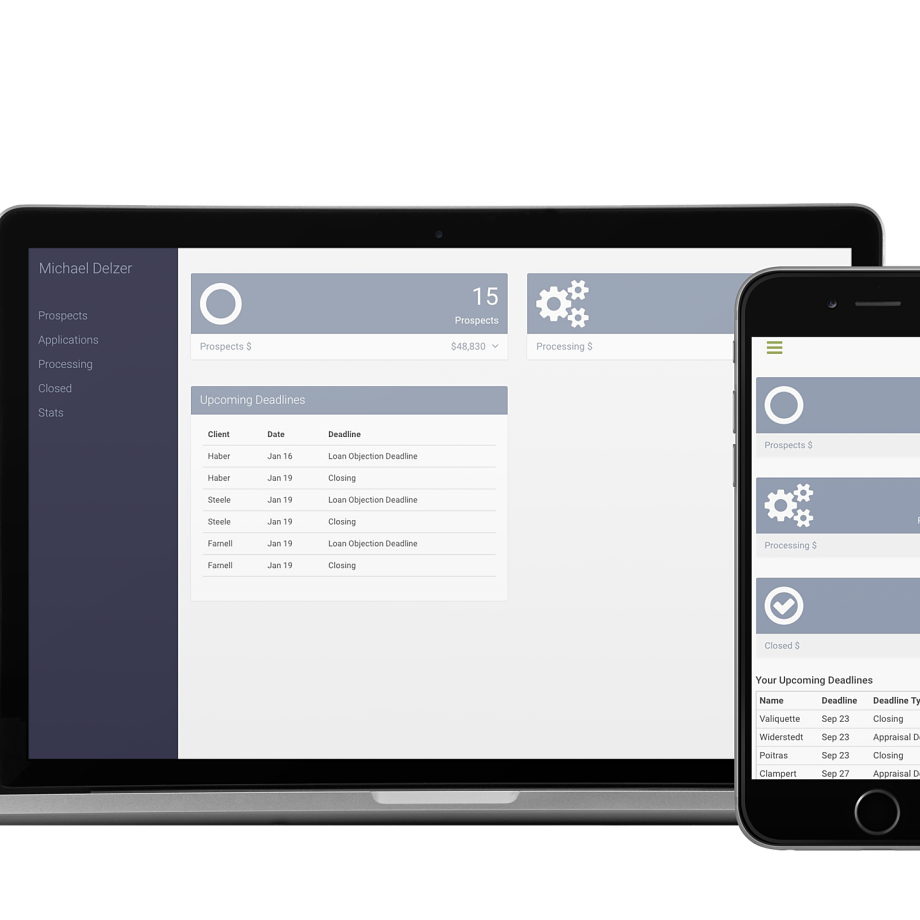 Michael Delzer
Prospects
Applications
Processing
Closed
Stats
15
Prospects
Prospects $ $48,830
Processing $
Upcoming Deadlines
Client Date Deadline
Haber Jan 16 Loan Objection Deadline
Haber Jan 19 Closing
Steele Jan 19 Loan Objection Deadline
Steele Jan 19 Closing
Farnell Jan 19 Loan Objection Deadline
Farnell Jan 19 Closing
Prospects $
Processing $
Closed $
Your Upcoming Deadlines
Name Deadline Deadline Ty
Valiquette Sep 23 Closing
Widerstedt Sep 23 Appraisal D
Poitras Sep 23 Closing
Clampert Sep 27 Appraisal D